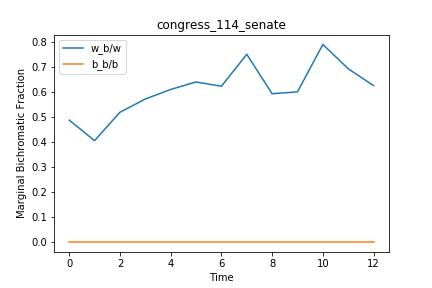 congress_114_senate
w_b/w
b_b/b
Marginal Bichromatic Fraction
0.8
0.7
0.6
0.5
0.4
0.3
0.2
0.1
0.0
0 2 4 6 8 10 12
Time